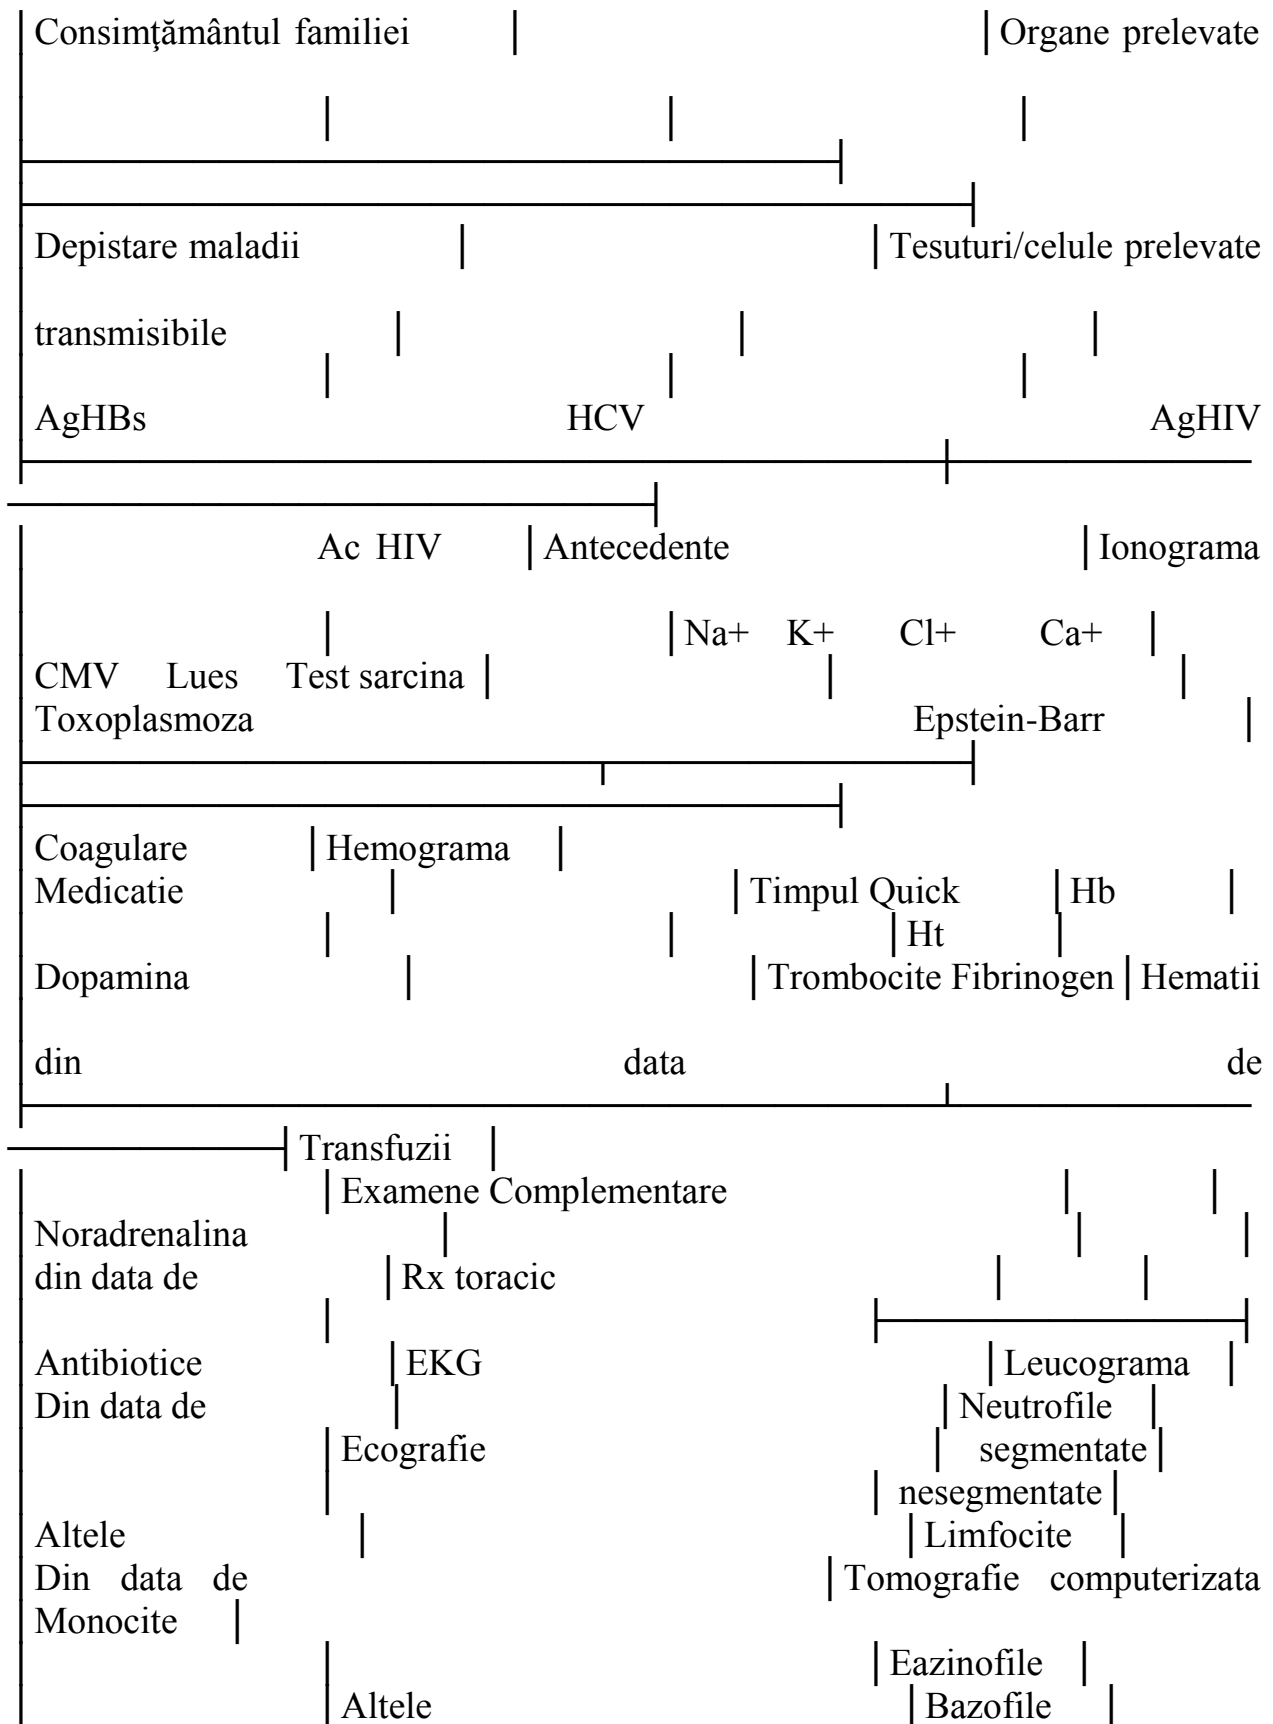 Consimţământul familiei Organe prelevate
Depistare maladii Tesuturi/celule prelevate
transmisibile
AgHBs HCV AgHIV
Ac HIV Antecedente Ionograma
Na+ K+ Cl+ Ca+
CMV Lues Test sarcina
Toxoplasmoza Epstein-Barr
Coagulare Hemograma
Medicatie Timpul Quick Hb
Ht
Dopamina Trombocite Fibrinogen Hematii
din data de
Transfuzii
Examene Complementare
Noradrenalina
din data de Rx toracic
Antibiotice EKG Leucograma
Din data de Neutrofile
Ecografie segmentate
nesegmentate
Altele Limfocite
Din data de Tomografie computerizata
Monocite
Eazinofile
Altele Bazofile